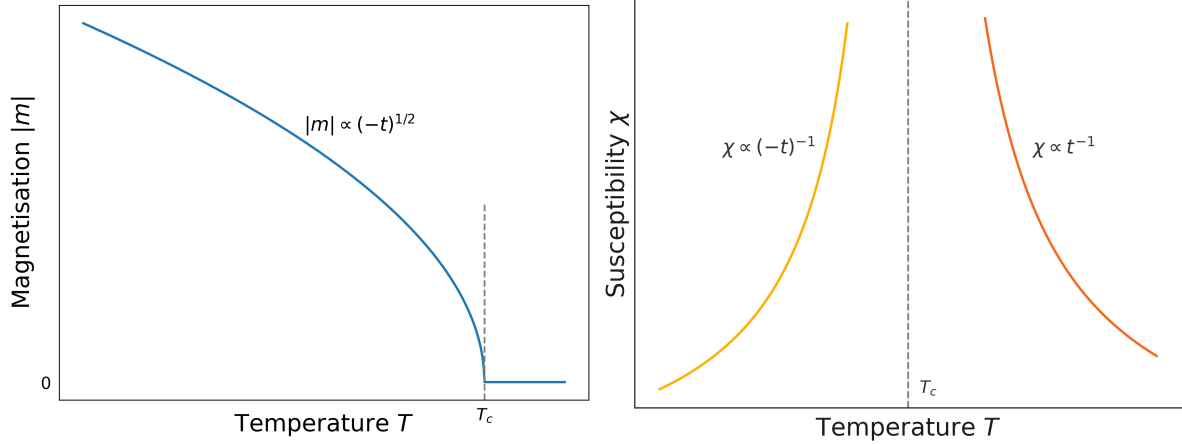 Magnetisation |m|
|m| ∝ (−t)^{1/2}
0
T_c
Temperature T
Susceptibility χ
χ ∝ (−t)^{−1}
χ ∝ t^{−1}
T_c
Temperature T